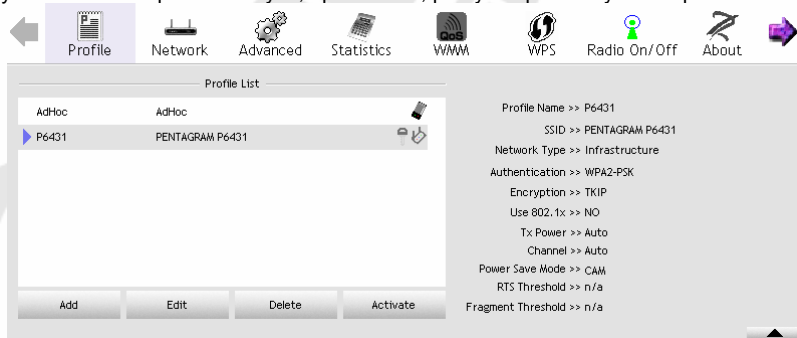 Profile Network Advanced Statistics QoS WMM WPS Radio On/Off About
Profile List
AdHoc AdHoc
P6431 PENTAGRAM P6431
Add Edit Delete Activate
Profile Name >> P6431
SSID >> PENTAGRAM P6431
Network Type >> Infrastructure
Authentication >> WPA2-PSK
Encryption >> TKIP
Use 802.1x >> NO
Tx Power >> Auto
Channel >> Auto
Power Save Mode >> CAM
RTS Threshold >> n/a
Fragment Threshold >> n/a